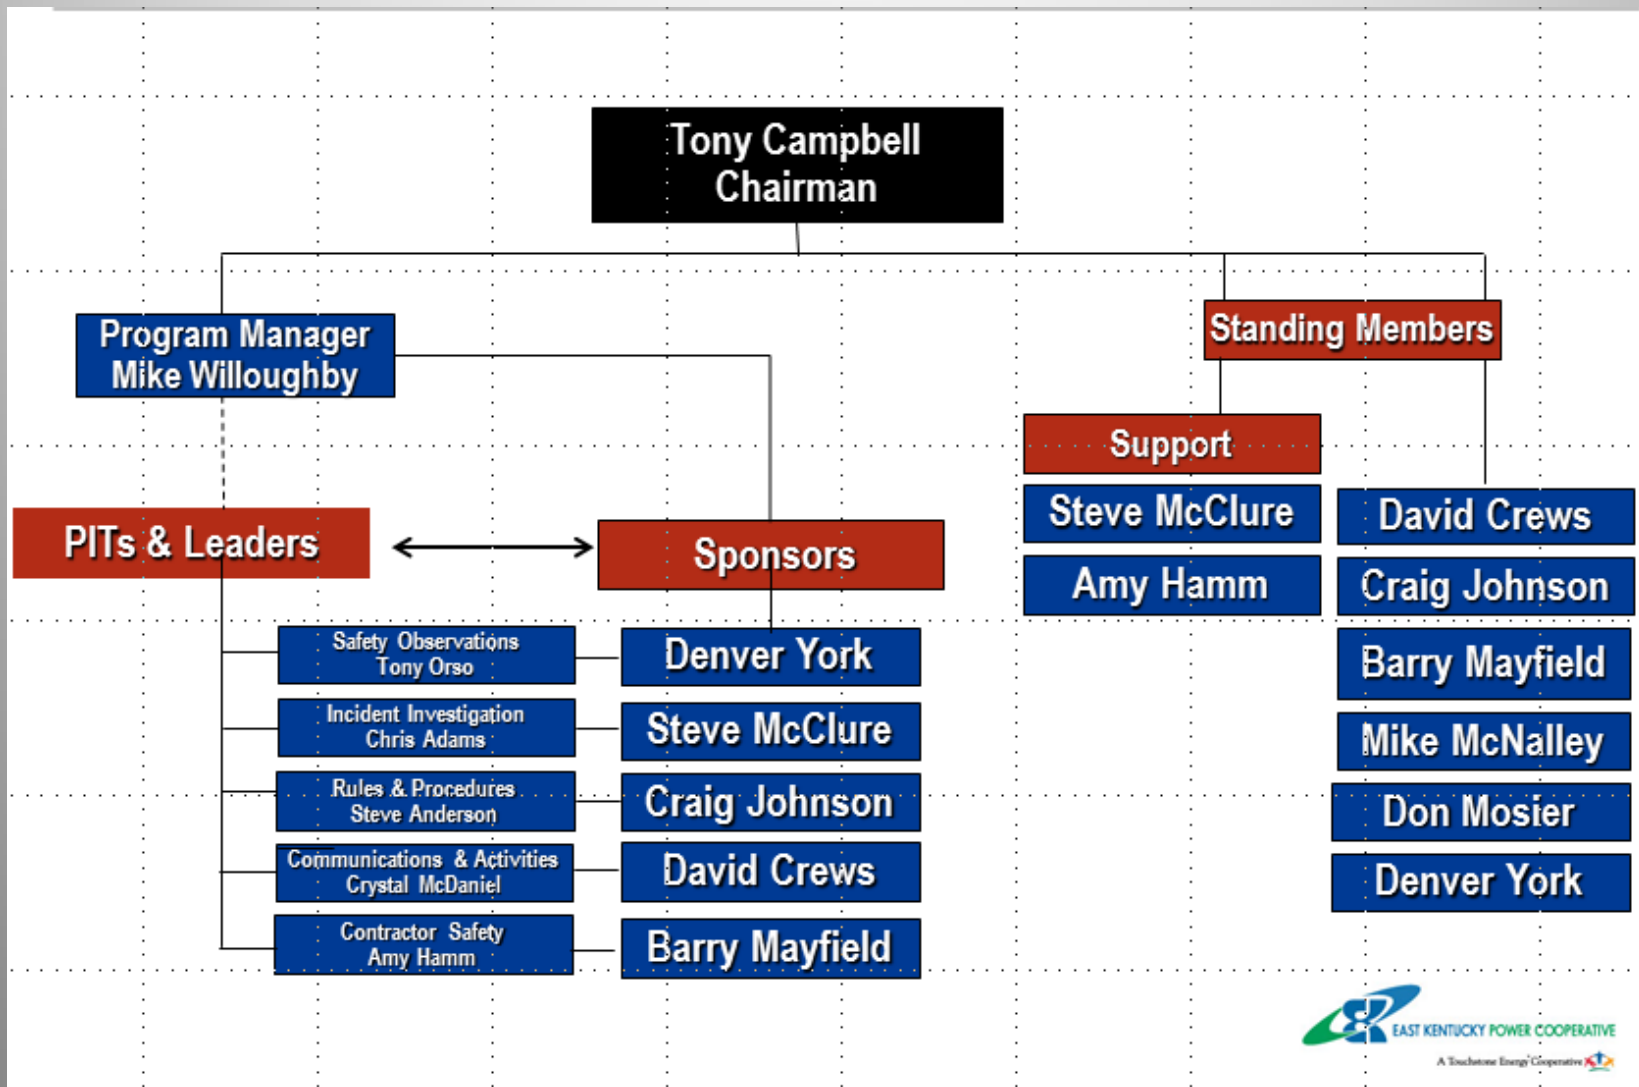 Tony Campbell
Chairman
Program Manager
Mike Willoughby
Standing Members
Support
Steve McClure
Amy Hamm
David Crews
Craig Johnson
Barry Mayfield
Mike McNalley
Don Mosier
Denver York
PITs & Leaders
Sponsors
Safety Observations
Tony Orso
Denver York
Incident Investigation
Chris Adams
Steve McClure
Rules & Procedures
Steve Anderson
Craig Johnson
Communications & Activities
Crystal McDaniel
David Crews
Contractor Safety
Amy Hamm
Barry Mayfield
EAST KENTUCKY POWER COOPERATIVE
A Touchstone Energy Cooperative